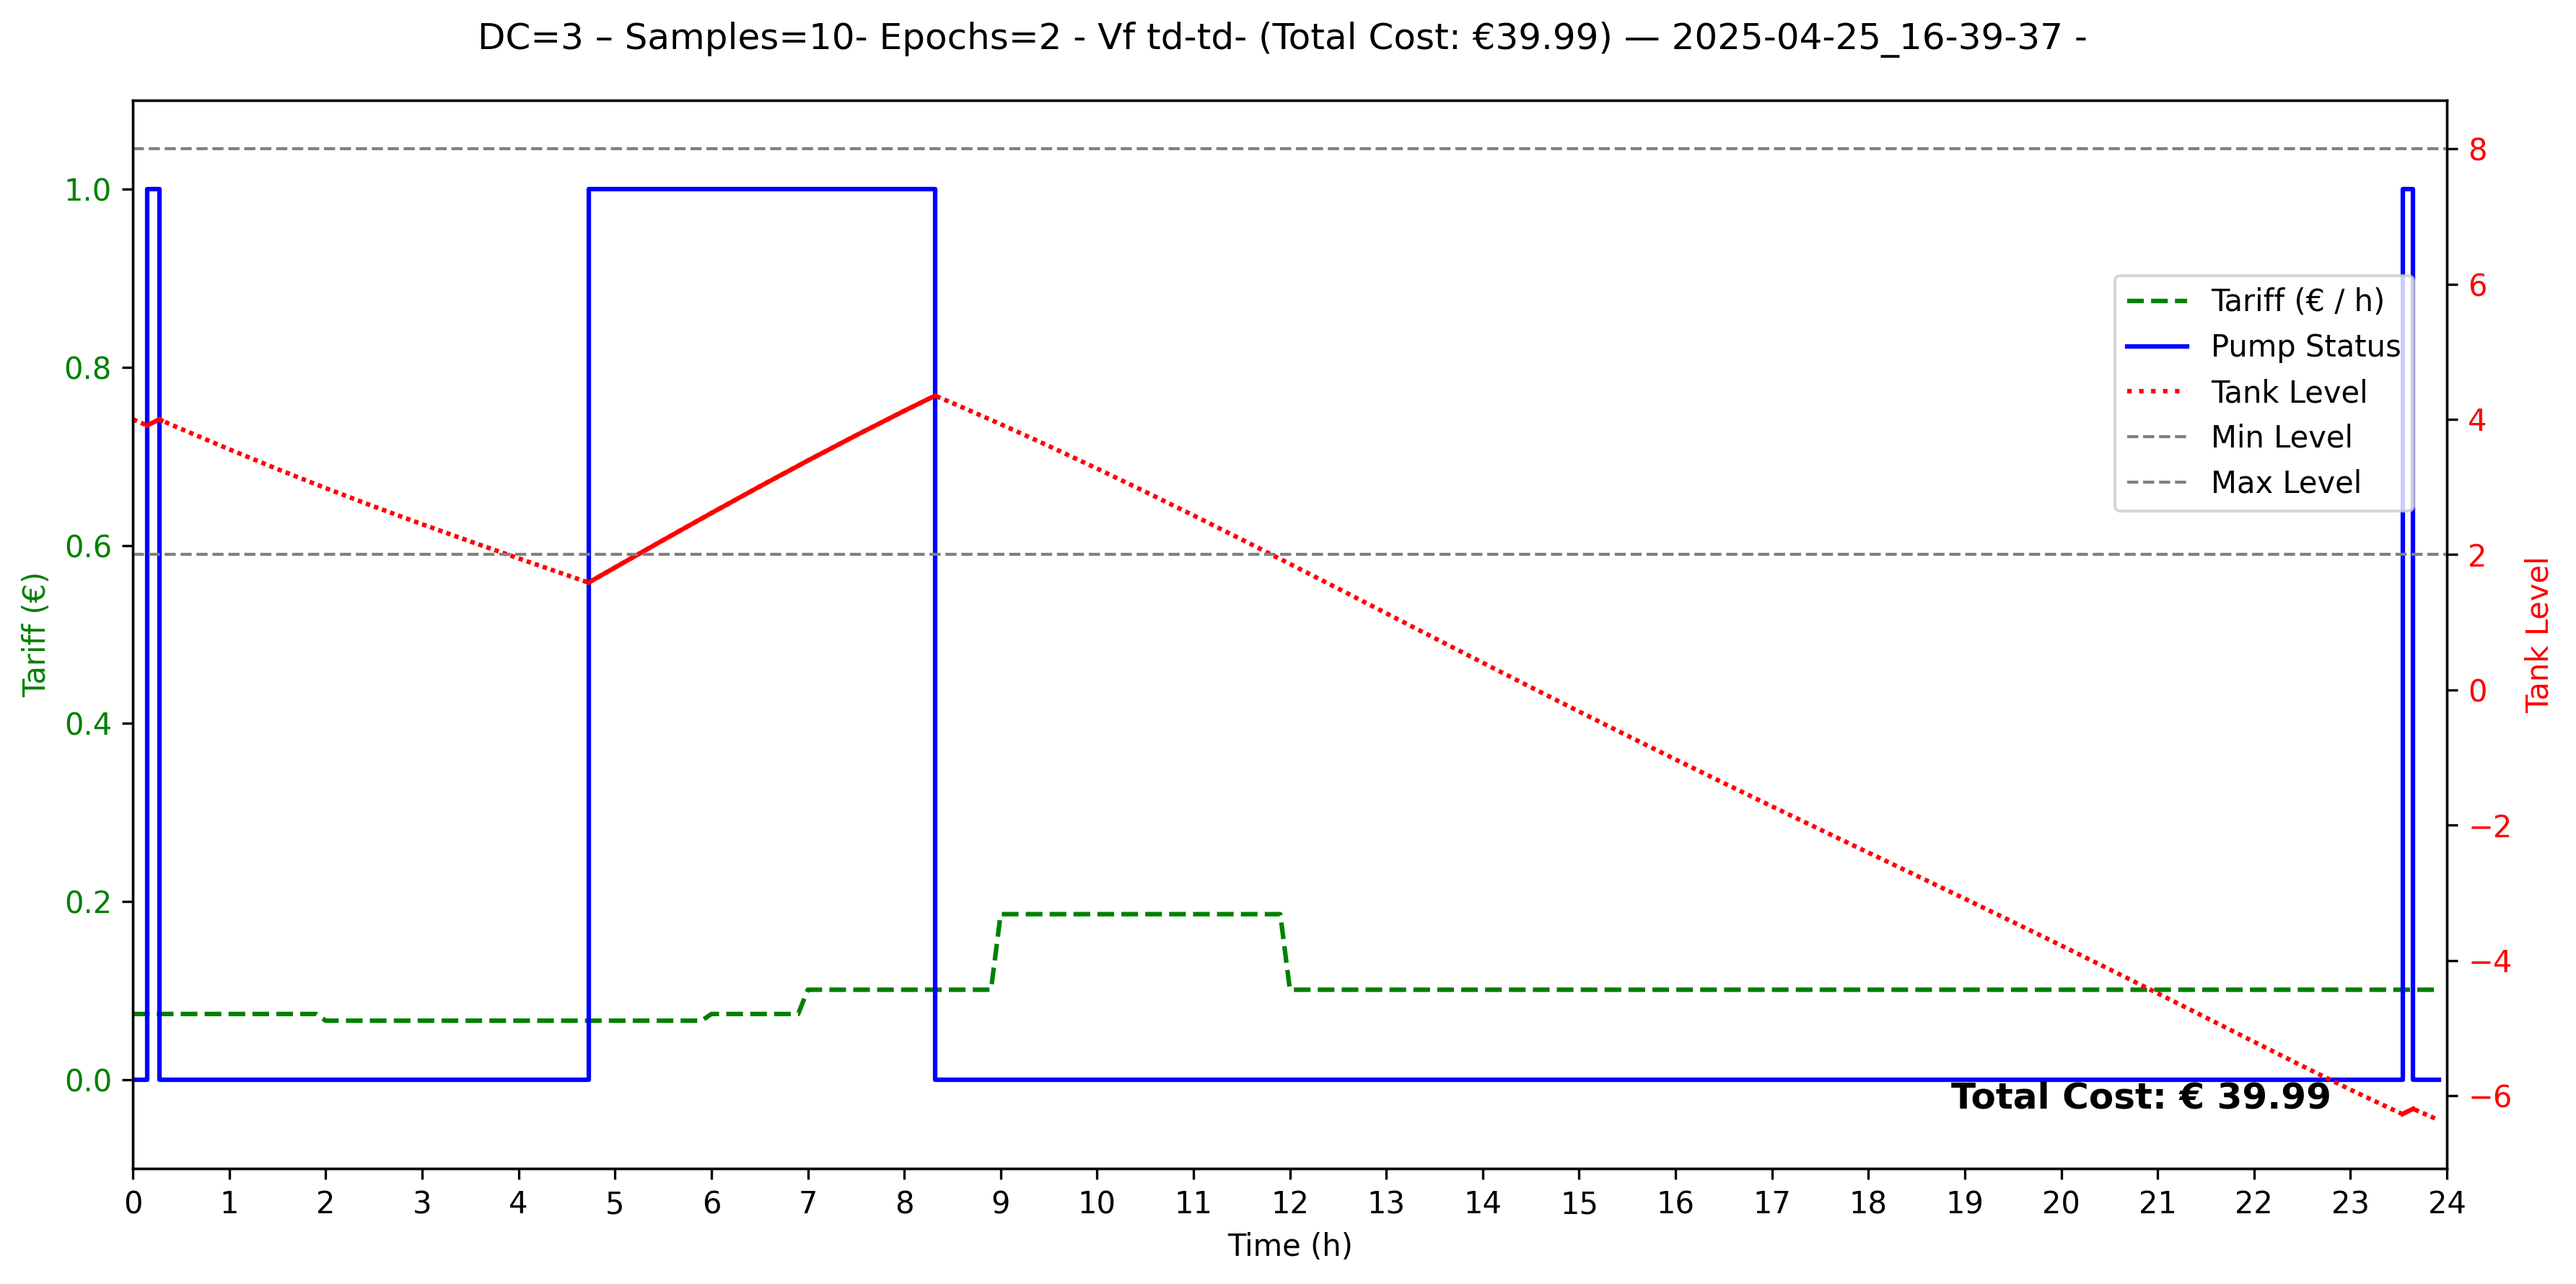 DC=3 – Samples=10- Epochs=2 - Vf td-td- (Total Cost: €39.99) — 2025-04-25_16-39-37 -
1.0
0.8
0.6
0.4
0.2
0.0
Tariff (€)
8
6
4
2
0
−2
−4
−6
Tank Level
Tariff (€ / h)
Pump Status
Tank Level
Min Level
Max Level
Total Cost: € 39.99
0 1 2 3 4 5 6 7 8 9 10 11 12 13 14 15 16 17 18 19 20 21 22 23 24
Time (h)